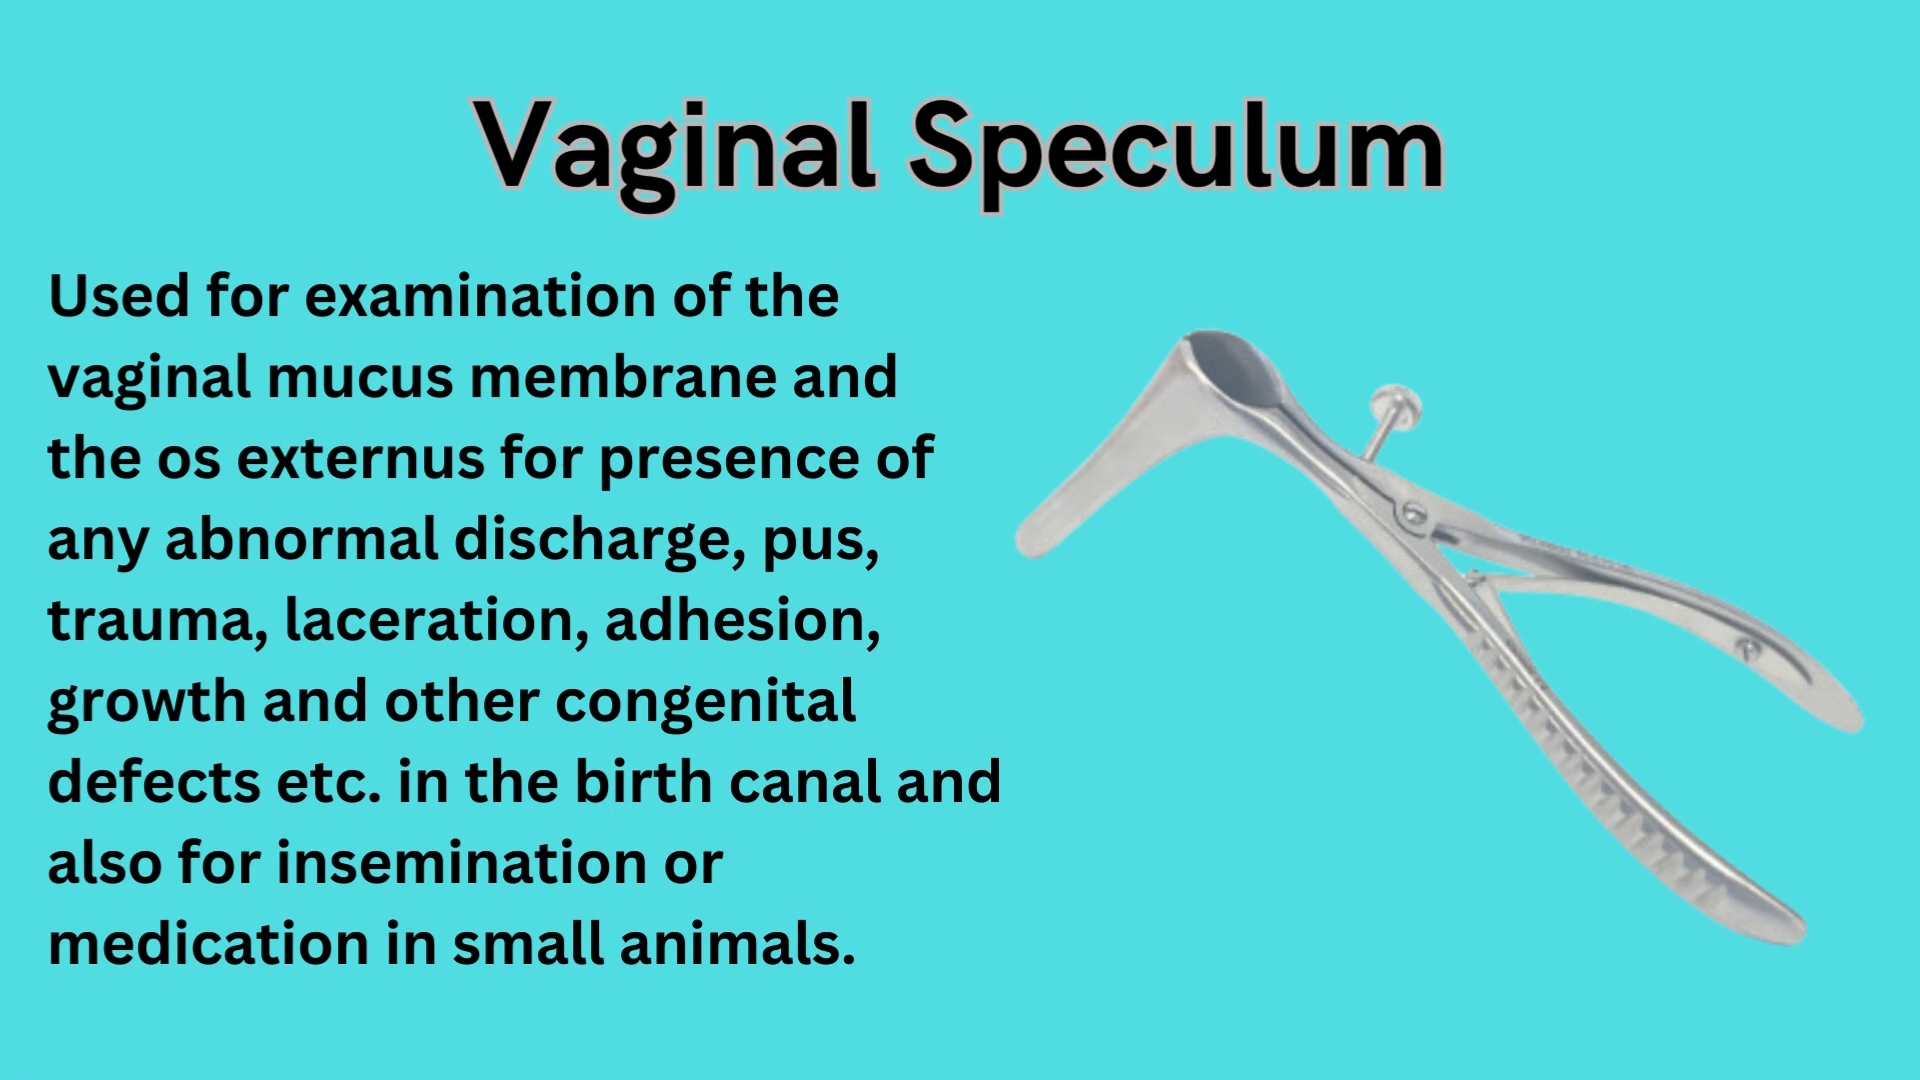 Vaginal Speculum
Used for examination of the
vaginal mucus membrane and
the os externus for presence of
any abnormal discharge, pus,
trauma, laceration, adhesion,
growth and other congenital
defects etc. in the birth canal and
also for insemination or
medication in small animals.